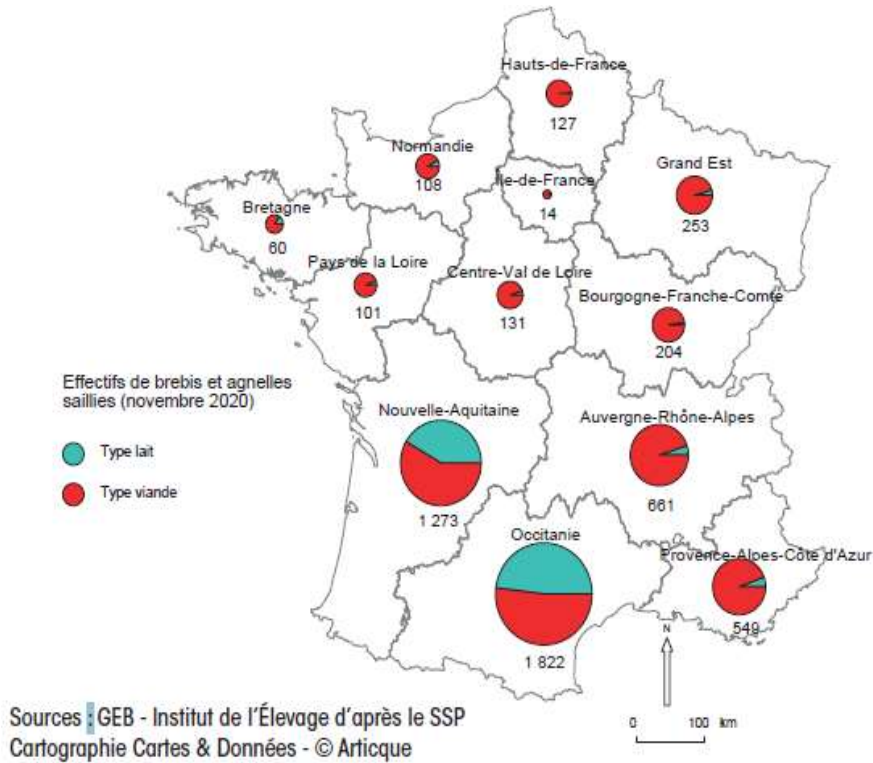 Hauts-de-France
127
Normandie
108
Île-de-France
14
Grand Est
253
Bretagne
60
Pays de la Loire
101
Centre-Val de Loire
131
Bourgogne-Franche-Comté
204
Effectifs de brebis et agnelles
saillies (novembre 2020)
Type lait
Type viande
Nouvelle-Aquitaine
1 273
Auvergne-Rhône-Alpes
661
Occitanie
1 822
Provence-Alpes-Côte d'Azur
549
N
0 100 km
Sources : GEB - Institut de l'Élevage d'après le SSP
Cartographie Cartes & Données - © Articque